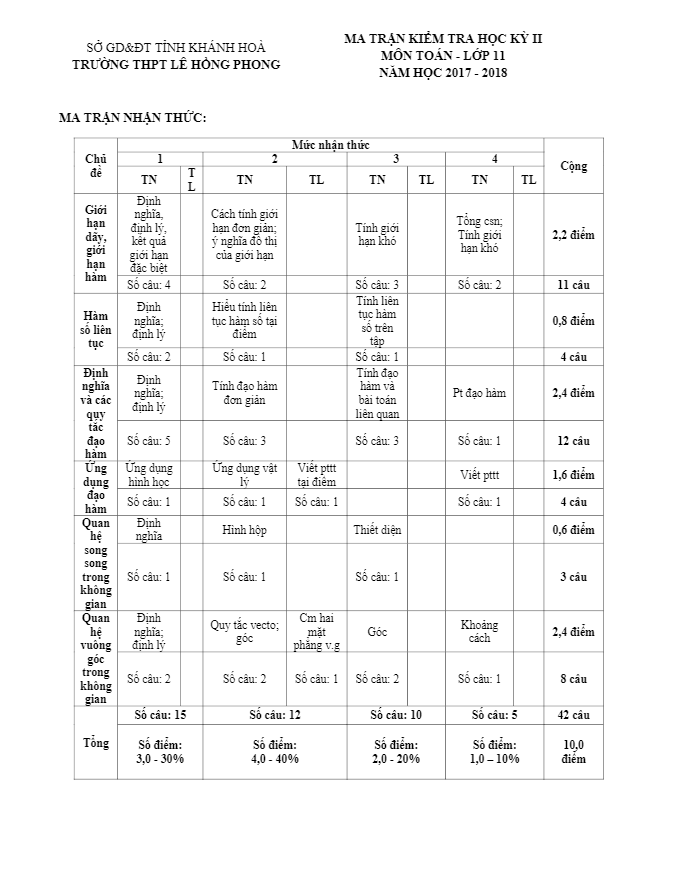 SỞ GD&ĐT TỈNH KHÁNH HOÀ
TRƯỜNG THPT LÊ HỒNG PHONG
MA TRẬN KIỂM TRA HỌC KỲ II
MÔN TOÁN - LỚP 11
NĂM HỌC 2017 - 2018
MA TRẬN NHẬN THỨC:
Chủ
đề
Mức nhận thức
Cộng
1
2
3
4
TN
T
L
TN
TL
TN
TL
TN
TL
Giới
hạn
dãy,
giới
hạn
hàm
Định
nghĩa,
định lý,
kết quả
giới hạn
đặc biệt
Cách tính giới
hạn đơn giản;
ý nghĩa đồ thị
của giới hạn
Tính giới
hạn khó
Tổng csn;
Tính giới
hạn khó
2,2 điểm
Số câu: 4
Số câu: 2
Số câu: 3
Số câu: 2
11 câu
Hàm
số liên
tục
Định
nghĩa;
định lý
Hiểu tính liên
tục hàm số tại
điểm
Tính liên
tục hàm
số trên
tập
0,8 điểm
Số câu: 2
Số câu: 1
Số câu: 1
4 câu
Định
nghĩa
và các
quy
tắc
đạo
hàm
Định
nghĩa;
định lý
Tính đạo hàm
đơn giản
Tính đạo
hàm và
bài toán
liên quan
Pt đạo hàm
2,4 điểm
Số câu: 5
Số câu: 3
Số câu: 3
Số câu: 1
12 câu
Ứng
dụng
đạo
hàm
Ứng dụng
hình học
Ứng dụng vật
lý
Viết pttt
tại điểm
Viết pttt
1,6 điểm
Số câu: 1
Số câu: 1
Số câu: 1
Số câu: 1
4 câu
Quan
hệ
song
song
trong
không
gian
Định
nghĩa
Hình hộp
Thiết diện
0,6 điểm
Số câu: 1
Số câu: 1
Số câu: 1
3 câu
Quan
hệ
vuông
góc
trong
không
gian
Định
nghĩa;
định lý
Quy tắc vecto;
góc
Cm hai
mặt
phẳng v.g
Góc
Khoảng
cách
2,4 điểm
Số câu: 2
Số câu: 2
Số câu: 1
Số câu: 2
Số câu: 1
8 câu
Tổng
Số câu: 15
Số câu: 12
Số câu: 10
Số câu: 5
42 câu
Số điểm:
3,0 - 30%
Số điểm:
4,0 - 40%
Số điểm:
2,0 - 20%
Số điểm:
1,0 – 10%
10,0
điểm